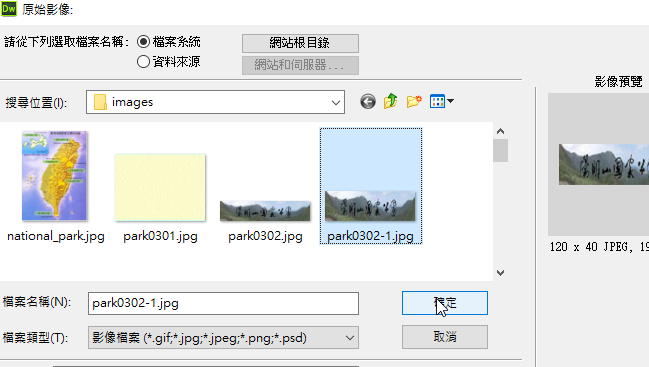 Dw 原始影像:
請從下列選取檔案名稱:
檔案系統
網站根目錄
資料來源
網站和伺服器...
影像預覽
搜尋位置(I):
images
national_park.jpg
park0301.jpg
park0302.jpg
park0302-1.jpg
120 x 40 JPEG, 19
檔案名稱(N):
park0302-1.jpg
確定
檔案類型(T):
影像檔案 (*.gif;*.jpg;*.jpeg;*.png;*.psd)
取消